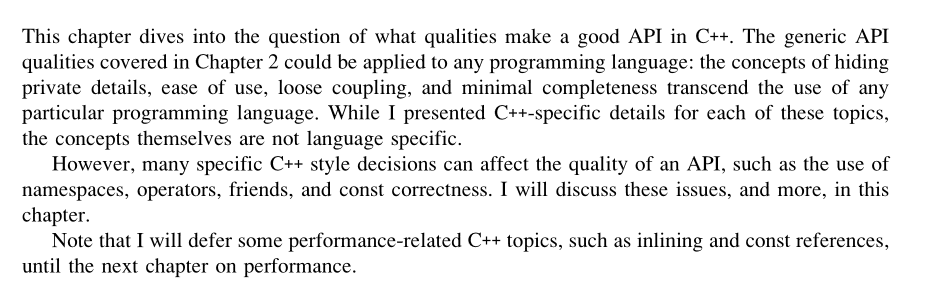 This chapter dives into the question of what qualities make a good API in C++. The generic API
qualities covered in Chapter 2 could be applied to any programming language: the concepts of hiding
private details, ease of use, loose coupling, and minimal completeness transcend the use of any
particular programming language. While I presented C++-specific details for each of these topics,
the concepts themselves are not language specific.
However, many specific C++ style decisions can affect the quality of an API, such as the use of
namespaces, operators, friends, and const correctness. I will discuss these issues, and more, in this
chapter.
Note that I will defer some performance-related C++ topics, such as inlining and const references,
until the next chapter on performance.